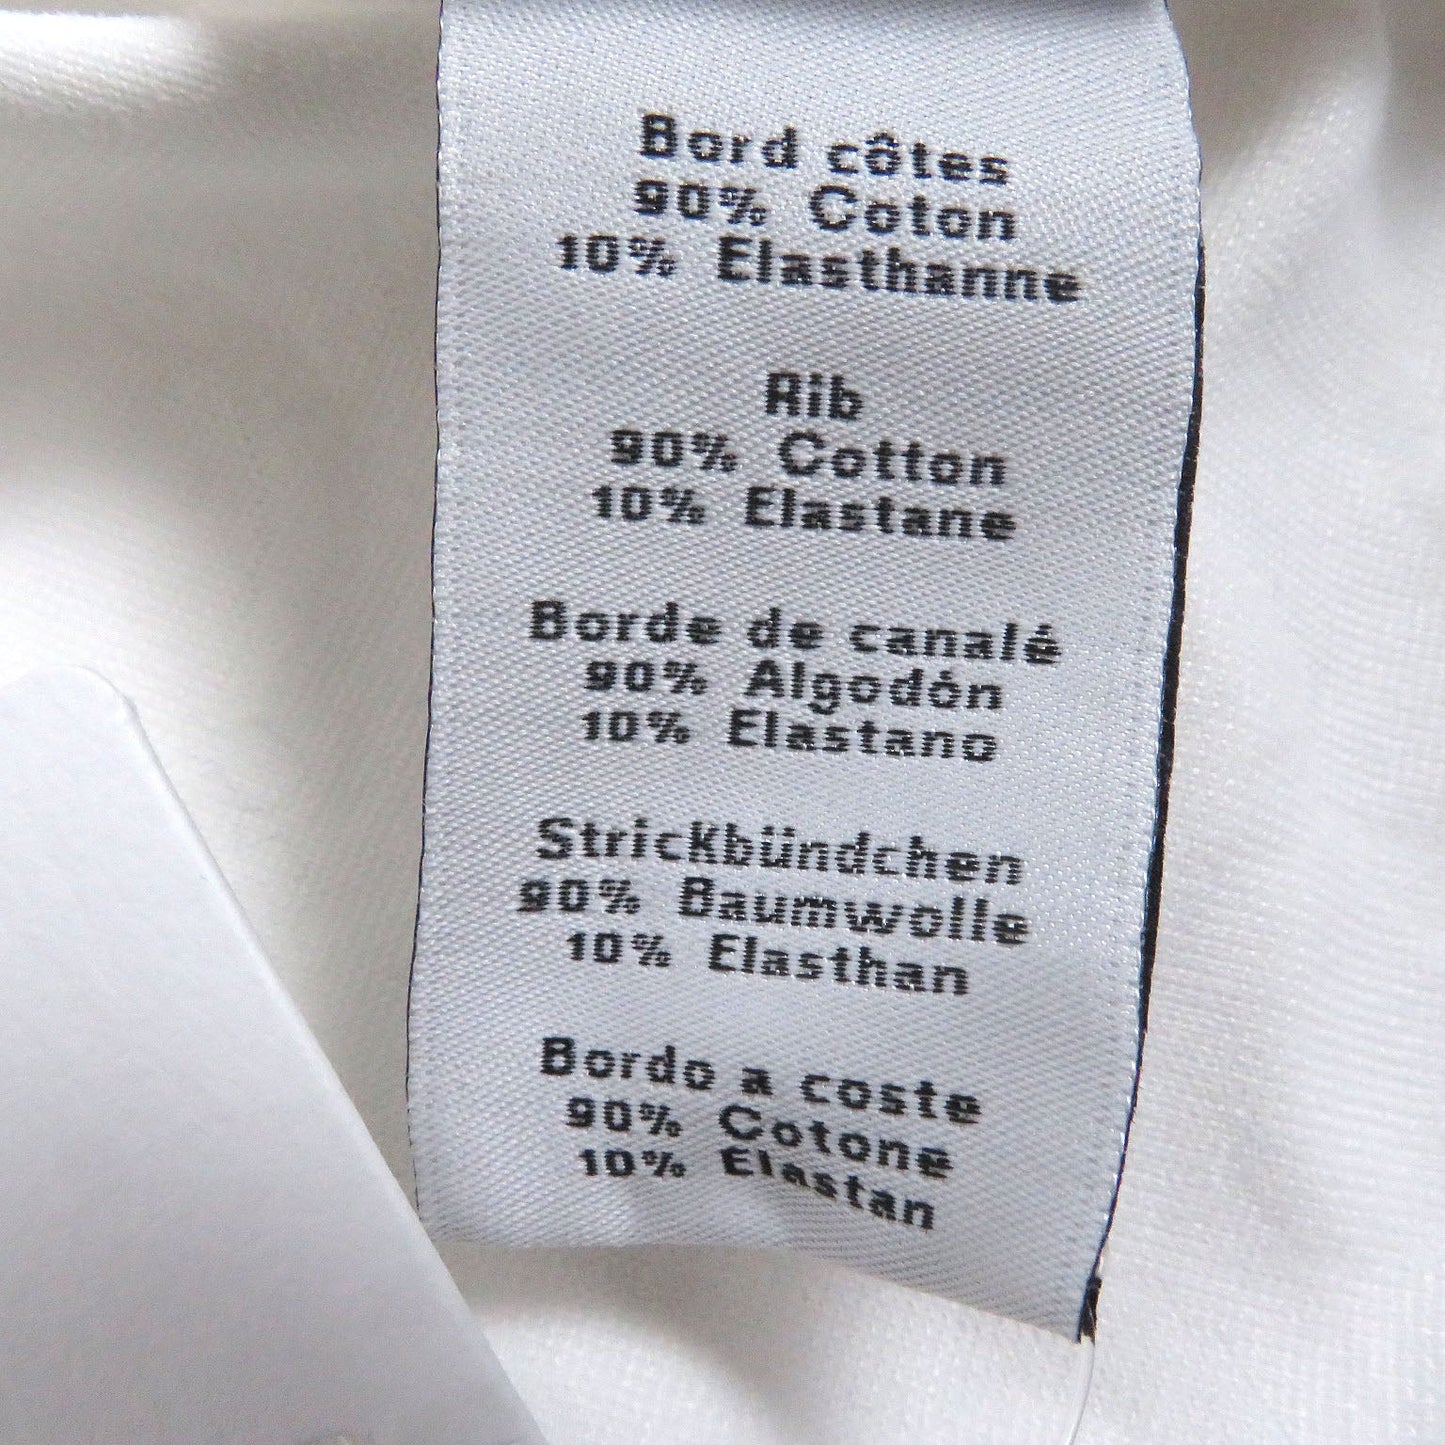 Bord côtes
90% Coton
10% Elasthanne
Rib
90% Cotton
10% Elastane
Borde de canalé
90% Algodón
10% Elastano
Strickbündchen
90% Baumwolle
10% Elasthan
Bordo a coste
90% Cotone
10% Elastan